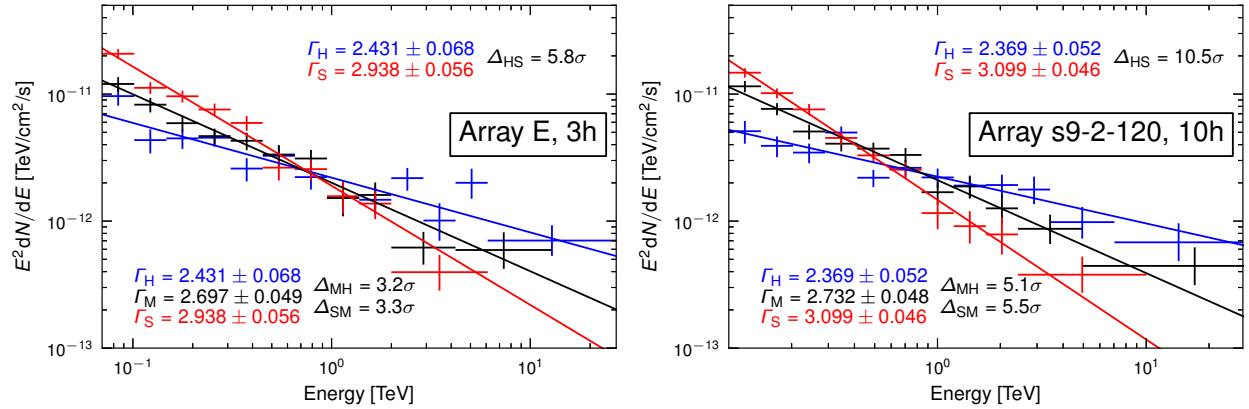 Γ_H = 2.431 ± 0.068
Γ_S = 2.938 ± 0.056
Δ_HS = 5.8σ
Array E, 3h
Γ_H = 2.431 ± 0.068
Γ_M = 2.697 ± 0.049
Γ_S = 2.938 ± 0.056
Δ_MH = 3.2σ
Δ_SM = 3.3σ
E²dN/dE [TeV/cm²/s]
10⁻¹¹
10⁻¹²
10⁻¹³
10⁻¹
10⁰
10¹
Energy [TeV]
Γ_H = 2.369 ± 0.052
Γ_S = 3.099 ± 0.046
Δ_HS = 10.5σ
Array s9-2-120, 10h
Γ_H = 2.369 ± 0.052
Γ_M = 2.732 ± 0.048
Γ_S = 3.099 ± 0.046
Δ_MH = 5.1σ
Δ_SM = 5.5σ
E²dN/dE [TeV/cm²/s]
10⁻¹¹
10⁻¹²
10⁻¹³
10⁰
10¹
Energy [TeV]